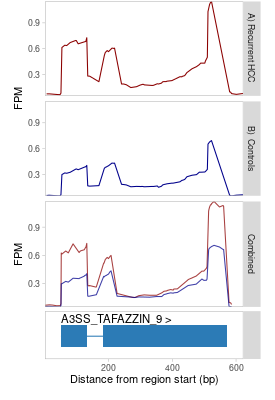 0.9
0.6
0.3
A) Recurrent HCC
FPM
0.9
0.6
0.3
B) Controls
0.9
0.6
0.3
FPM
Combined
A3SS_TAFAZZIN_9 >
200
400
600
Distance from region start (bp)